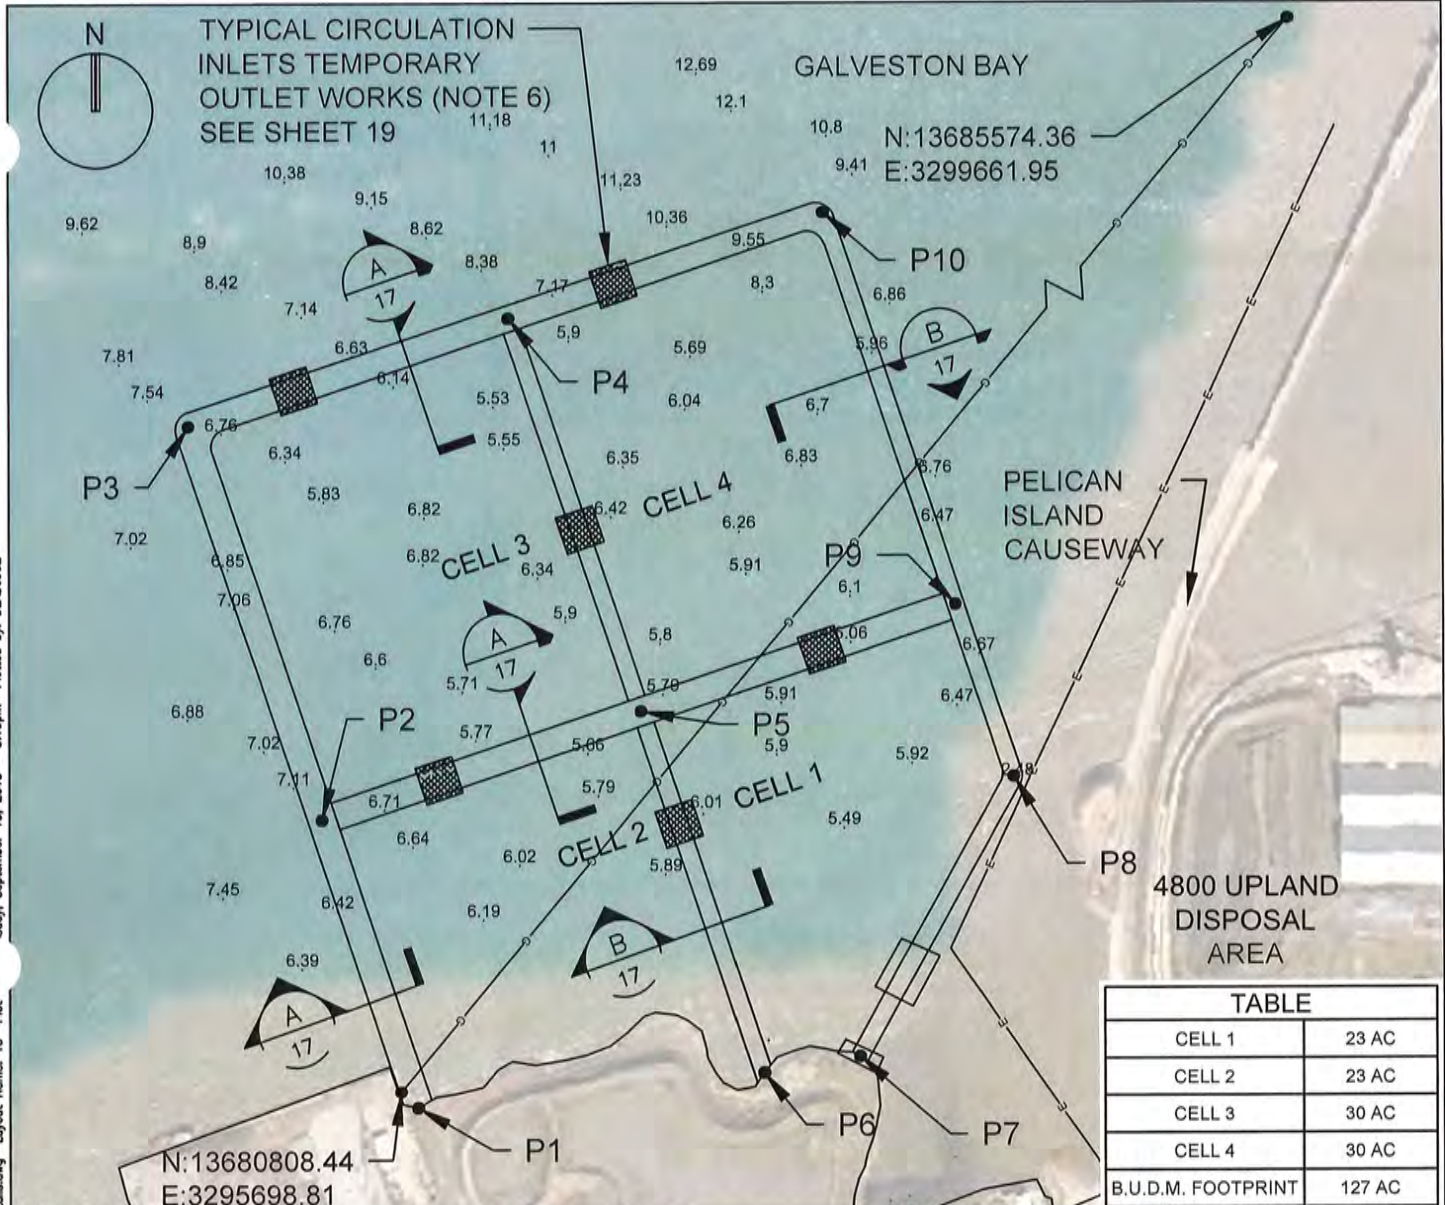 N
TYPICAL CIRCULATION
INLETS TEMPORARY
OUTLET WORKS (NOTE 6)
SEE SHEET 19
GALVESTON BAY
N:13685574.36
E:3299661.95
12.69
12.1
11.18
11
10.8
9.41
10.38
11.23
9.15
10.36
9.62
8.9
8.62
9.55
8.42
8.38
8.3
A
17
7.17
P10
6.86
7.14
7.81
6.63
5.9
5.69
5.96
B
17
7.54
6.14
P4
5.53
6.04
6.7
6.76
6.34
5.55
6.35
6.83
6.76
P3
5.83
6.82
6.42
CELL 4
6.26
6.47
PELICAN
ISLAND
CAUSEWAY
7.02
6.85
6.82
CELL 3
6.34
5.91
P9
7.06
6.76
5.9
5.8
6.1
6.6
A
17
5.06
6.67
5.71
5.79
5.91
6.47
6.88
P2
5.77
P5
7.02
5.9
5.92
7.11
5.79
6.71
6.01
CELL 1
5.49
6.64
6.02
CELL 2
5.89
P8
7.45
6.42
6.19
4800 UPLAND
DISPOSAL
AREA
6.39
B
17
A
17
P6
P7
P1
N:13680808.44
E:3295698.81
TABLE
CELL 1 23 AC
CELL 2 23 AC
CELL 3 30 AC
CELL 4 30 AC
B.U.D.M. FOOTPRINT 127 AC